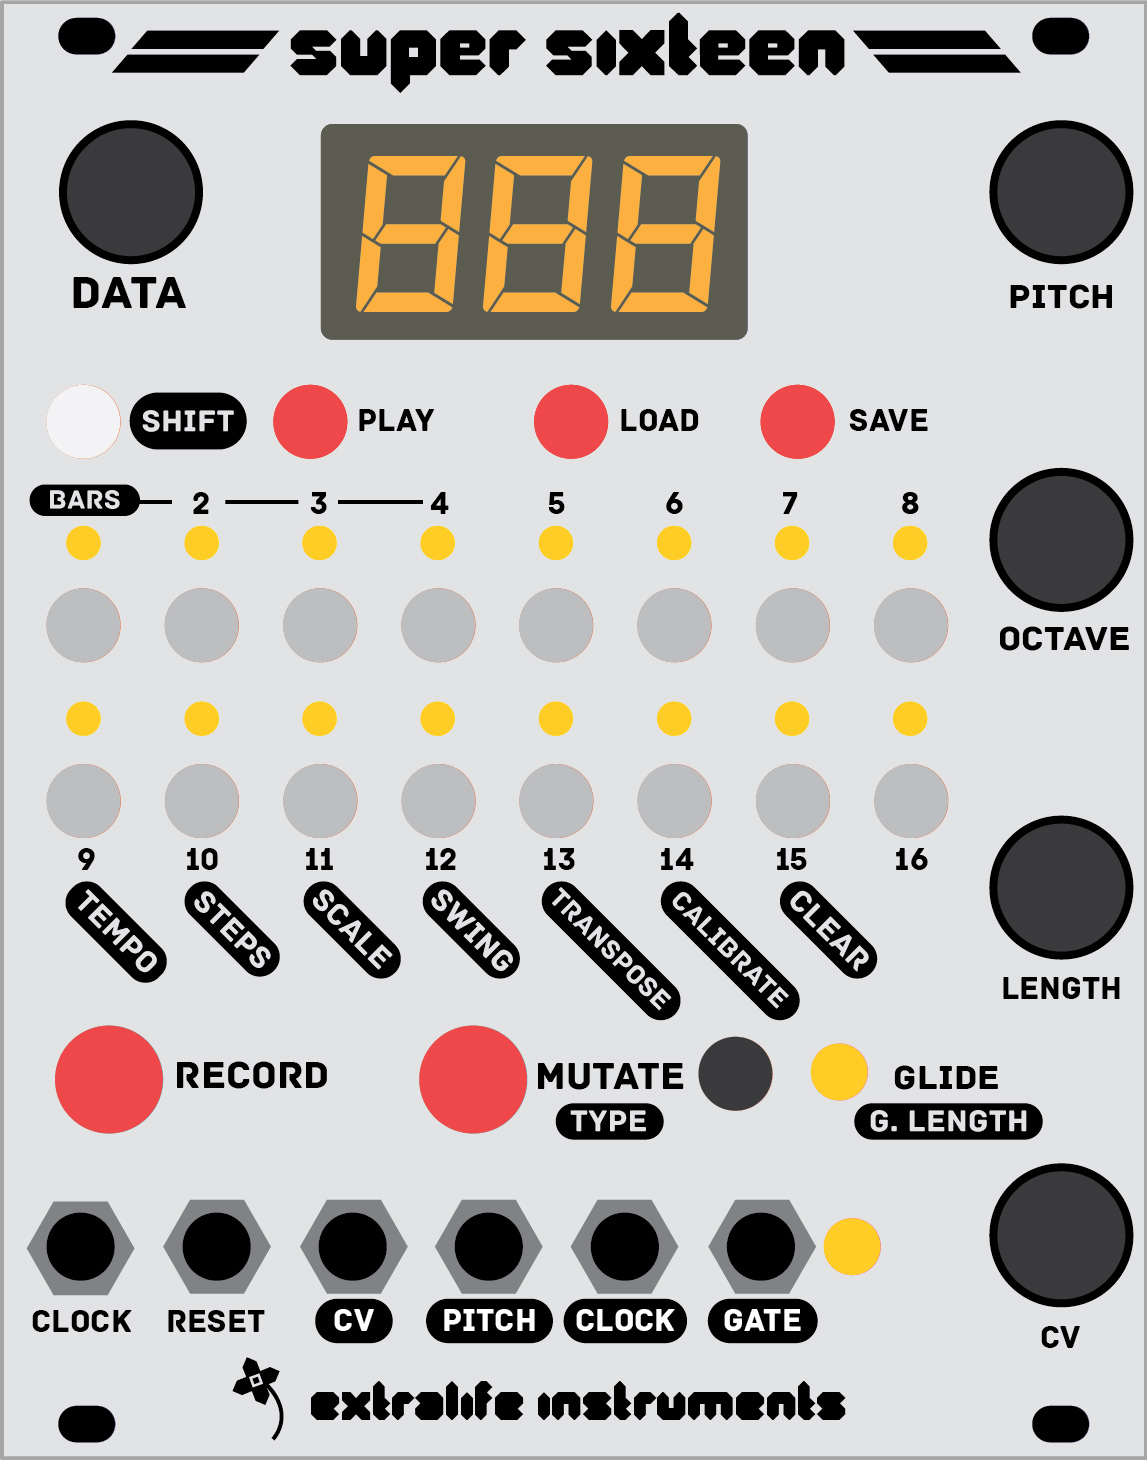 super sixteen
888
DATA
PITCH
SHIFT PLAY LOAD SAVE
BARS 2 3 4 5 6 7 8
OCTAVE
9 10 11 12 13 14 15 16
TEMPO STEPS SCALE SWING TRANSPOSE CALIBRATE CLEAR
LENGTH
RECORD MUTATE GLIDE
TYPE G. LENGTH
CLOCK RESET CV PITCH CLOCK GATE
CV
extralife instruments